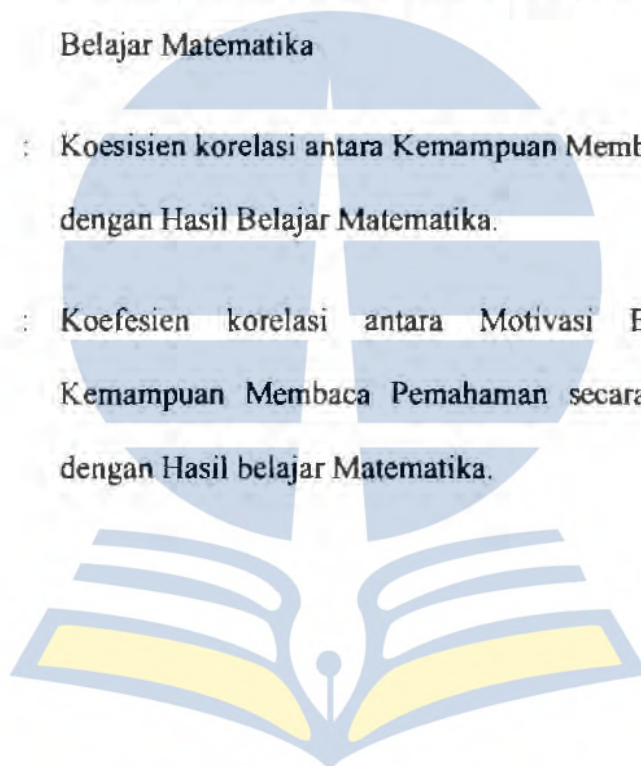 Belajar Matematika
: Koesisien korelasi antara Kemampuan
dengan Hasil Belajar Matematika.
: Koefesien korelasi antara Motivasi
Kemampuan Membaca Pemahaman secara
dengan Hasil belajar Matematika.